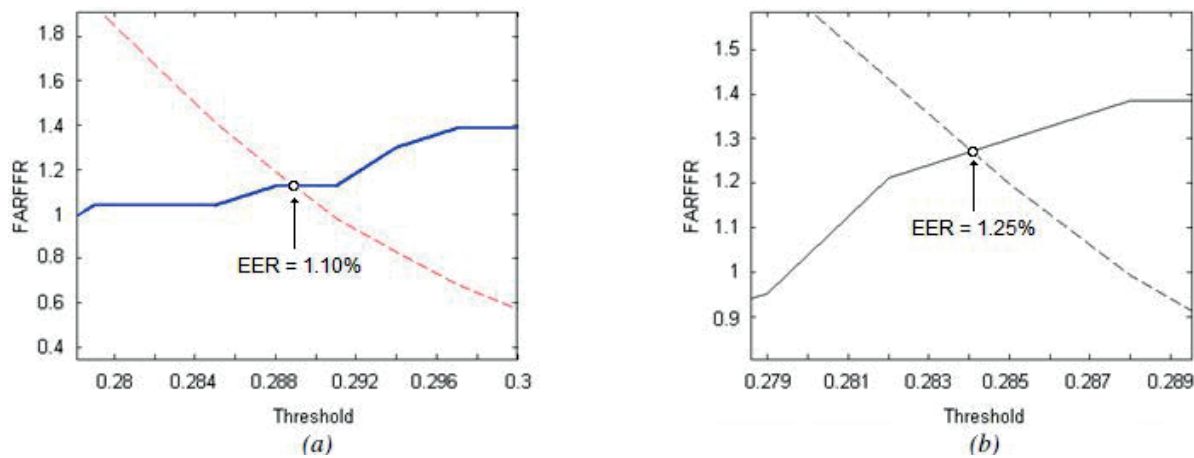 1.8
1.6
1.4
1.2
1
0.8
0.6
0.4
FARFFR
EER = 1.10%
0.28 0.284 0.288 0.292 0.296 0.3
Threshold
(a)
1.5
1.4
1.3
1.2
1.1
1
0.9
FARFFR
EER = 1.25%
0.279 0.281 0.283 0.285 0.287 0.289
Threshold
(b)